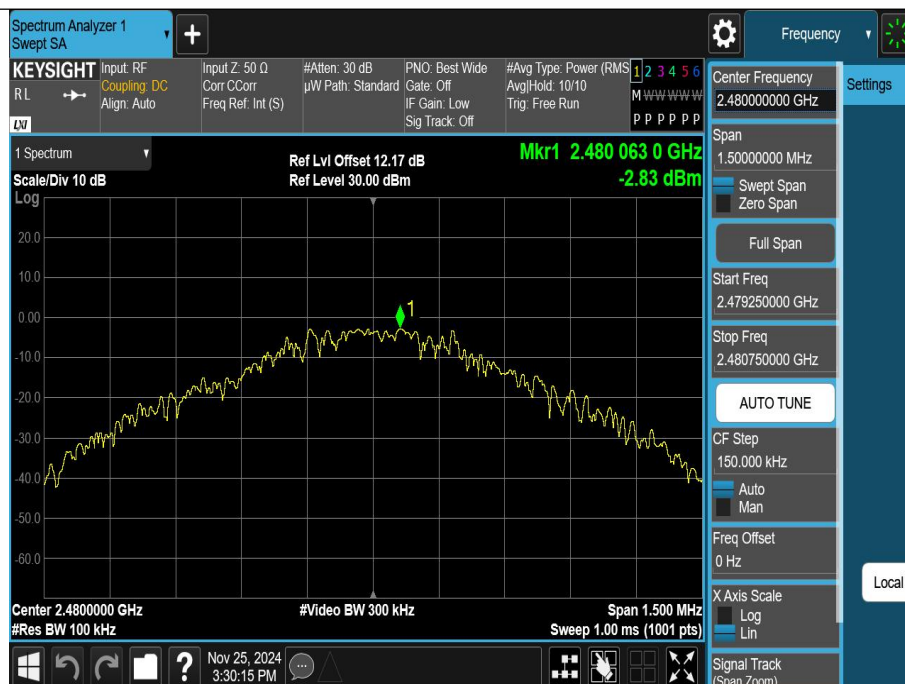 Spectrum Analyzer 1
Swept SA
+
Frequency
KEYSIGHT
RL
LXI
Input: RF
Coupling: DC
Align: Auto
Input Z: 50 Ω
Corr CCorr
Freq Ref: Int (S)
#Atten: 30 dB
µW Path: Standard
PNO: Best Wide
Gate: Off
IF Gain: Low
Sig Track: Off
#Avg Type: Power (RMS
Avg|Hold: 10/10
Trig: Free Run
1 2 3 4 5 6
M W W W W W
P P P P P P
1 Spectrum
Scale/Div 10 dB
Log
Ref Lvl Offset 12.17 dB
Ref Level 30.00 dBm
Mkr1 2.480 063 0 GHz
-2.83 dBm
20.0
10.0
0.00
-10.0
-20.0
-30.0
-40.0
-50.0
-60.0
1
Center 2.4800000 GHz
#Res BW 100 kHz
#Video BW 300 kHz
Span 1.500 MHz
Sweep 1.00 ms (1001 pts)
Nov 25, 2024
3:30:15 PM
?
Center Frequency
2.480000000 GHz
Span
1.50000000 MHz
Swept Span
Zero Span
Full Span
Start Freq
2.479250000 GHz
Stop Freq
2.480750000 GHz
AUTO TUNE
CF Step
150.000 kHz
Auto
Man
Freq Offset
0 Hz
X Axis Scale
Log
Lin
Signal Track
(Span Zoom)
Settings
Local